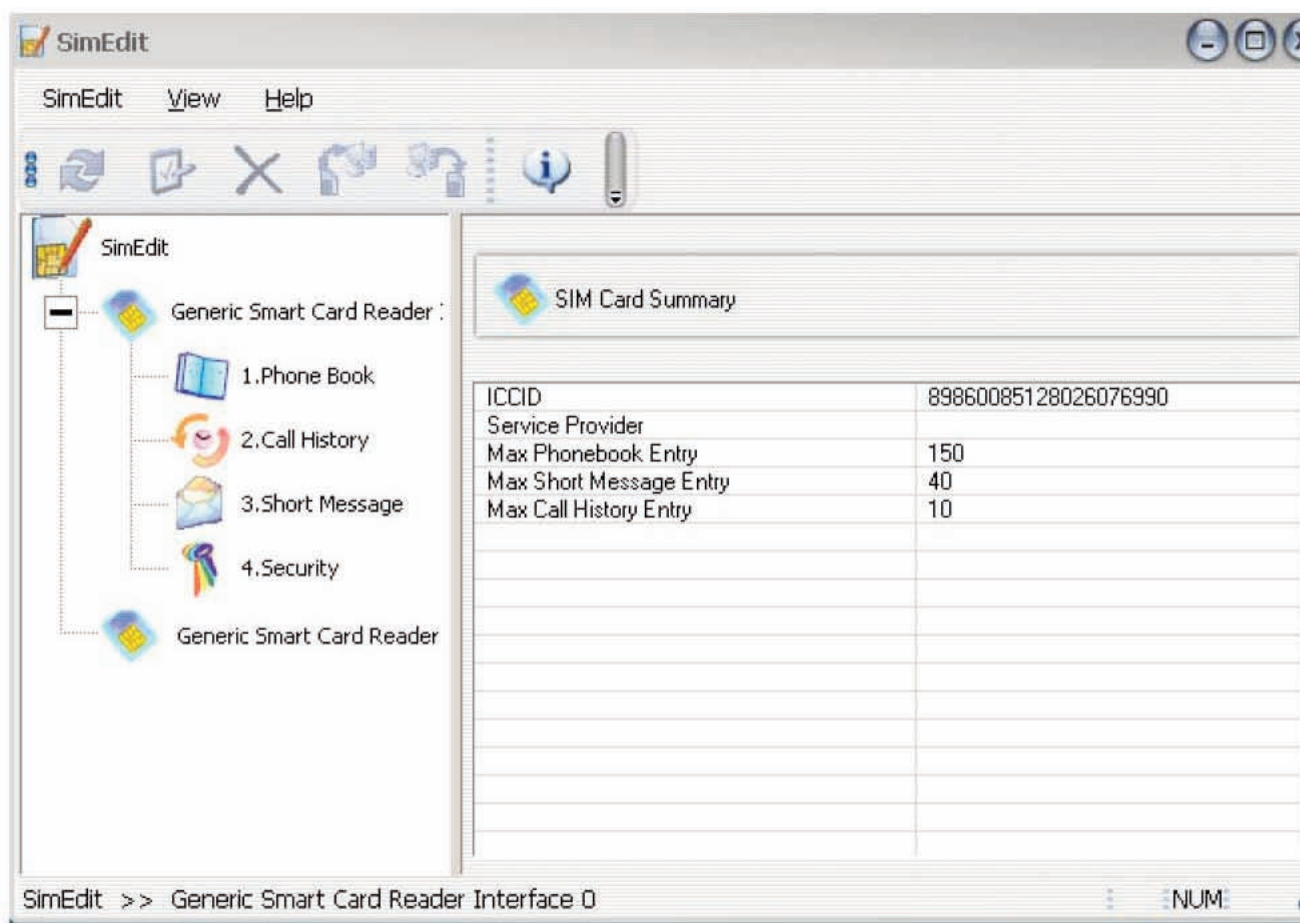 SimEdit
SimEdit View Help
SimEdit
Generic Smart Card Reader
1.Phone Book
2.Call History
3.Short Message
4.Security
Generic Smart Card Reader
SIM Card Summary
ICCID 89860085128026076990
Service Provider
Max Phonebook Entry 150
Max Short Message Entry 40
Max Call History Entry 10
SimEdit >> Generic Smart Card Reader Interface 0 NUM